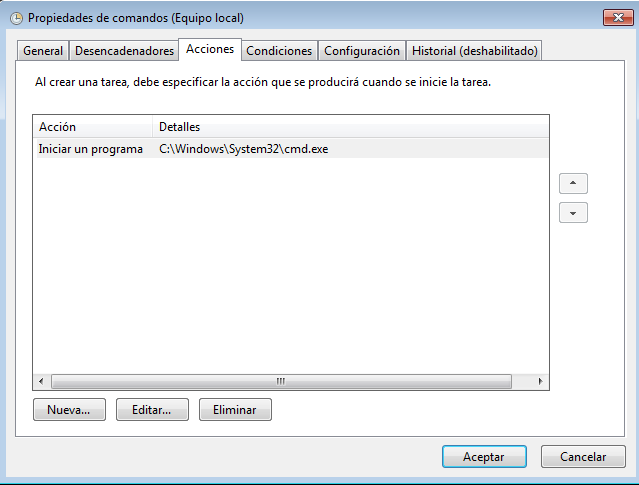 Propiedades de comandos (Equipo local)
General Desencadenadores Acciones Condiciones Configuración Historial (deshabilitado)
Al crear una tarea, debe especificar la acción que se producirá cuando se inicie la tarea.
Acción Detalles
Iniciar un programa C:\Windows\System32\cmd.exe
Nueva... Editar... Eliminar
Aceptar Cancelar